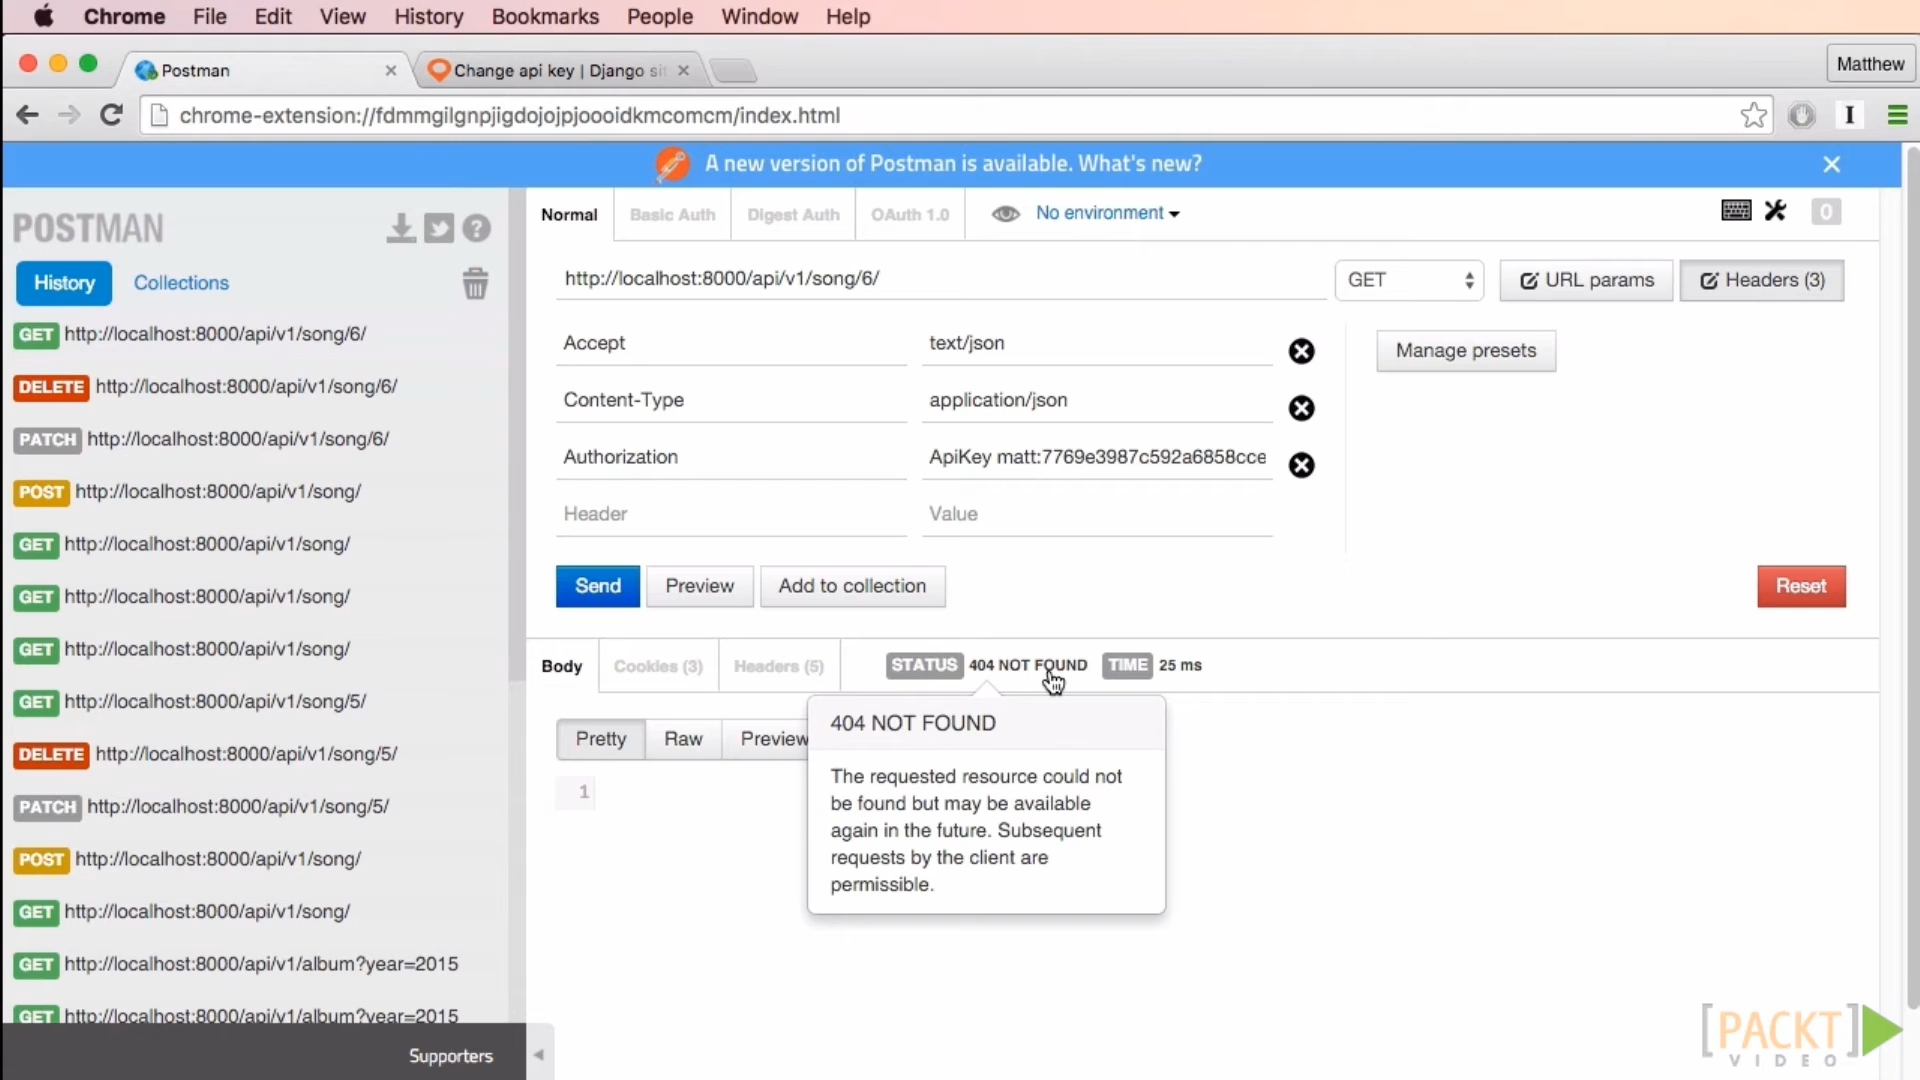 Chrome File Edit View History Bookmarks People Window Help
Postman
Change api key | Django sit
Matthew
chrome-extension://fdmmgilgnpjigdojojpjoooidkmcomcm/index.html
A new version of Postman is available. What's new?
POSTMAN
History Collections
GET http://localhost:8000/api/v1/song/6/
DELETE http://localhost:8000/api/v1/song/6/
PATCH http://localhost:8000/api/v1/song/6/
POST http://localhost:8000/api/v1/song/
GET http://localhost:8000/api/v1/song/
GET http://localhost:8000/api/v1/song/
GET http://localhost:8000/api/v1/song/
GET http://localhost:8000/api/v1/song/5/
DELETE http://localhost:8000/api/v1/song/5/
PATCH http://localhost:8000/api/v1/song/5/
POST http://localhost:8000/api/v1/song/
GET http://localhost:8000/api/v1/song/
GET http://localhost:8000/api/v1/album?year=2015
GET http://localhost:8000/api/v1/album?year=2015
Supporters
Normal Basic Auth Digest Auth OAuth 1.0 No environment 0
http://localhost:8000/api/v1/song/6/ GET URL params Headers (3)
Accept text/json Manage presets
Content-Type application/json
Authorization ApiKey matt:7769e3987c592a6858cce
Header Value
Send Preview Add to collection Reset
Body Cookies (3) Headers (5) STATUS 404 NOT FOUND TIME 25 ms
Pretty Raw Preview
1
404 NOT FOUND
The requested resource could not
be found but may be available
again in the future. Subsequent
requests by the client are
permissible.
[PACKT]
VIDEO